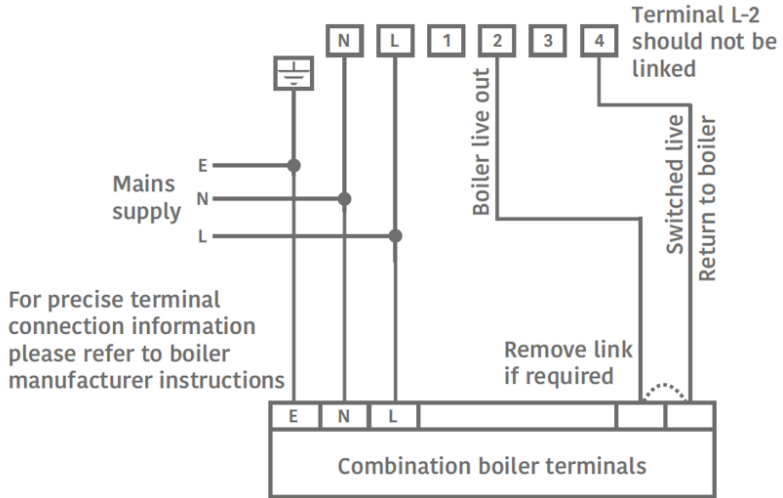 N L 1 2 3 4
Terminal L-2
should not be
linked
Boiler live out
Switched live
Return to boiler
Mains
supply
E
N
L
For precise terminal
connection information
please refer to boiler
manufacturer instructions
Remove link
if required
E N L
Combination boiler terminals